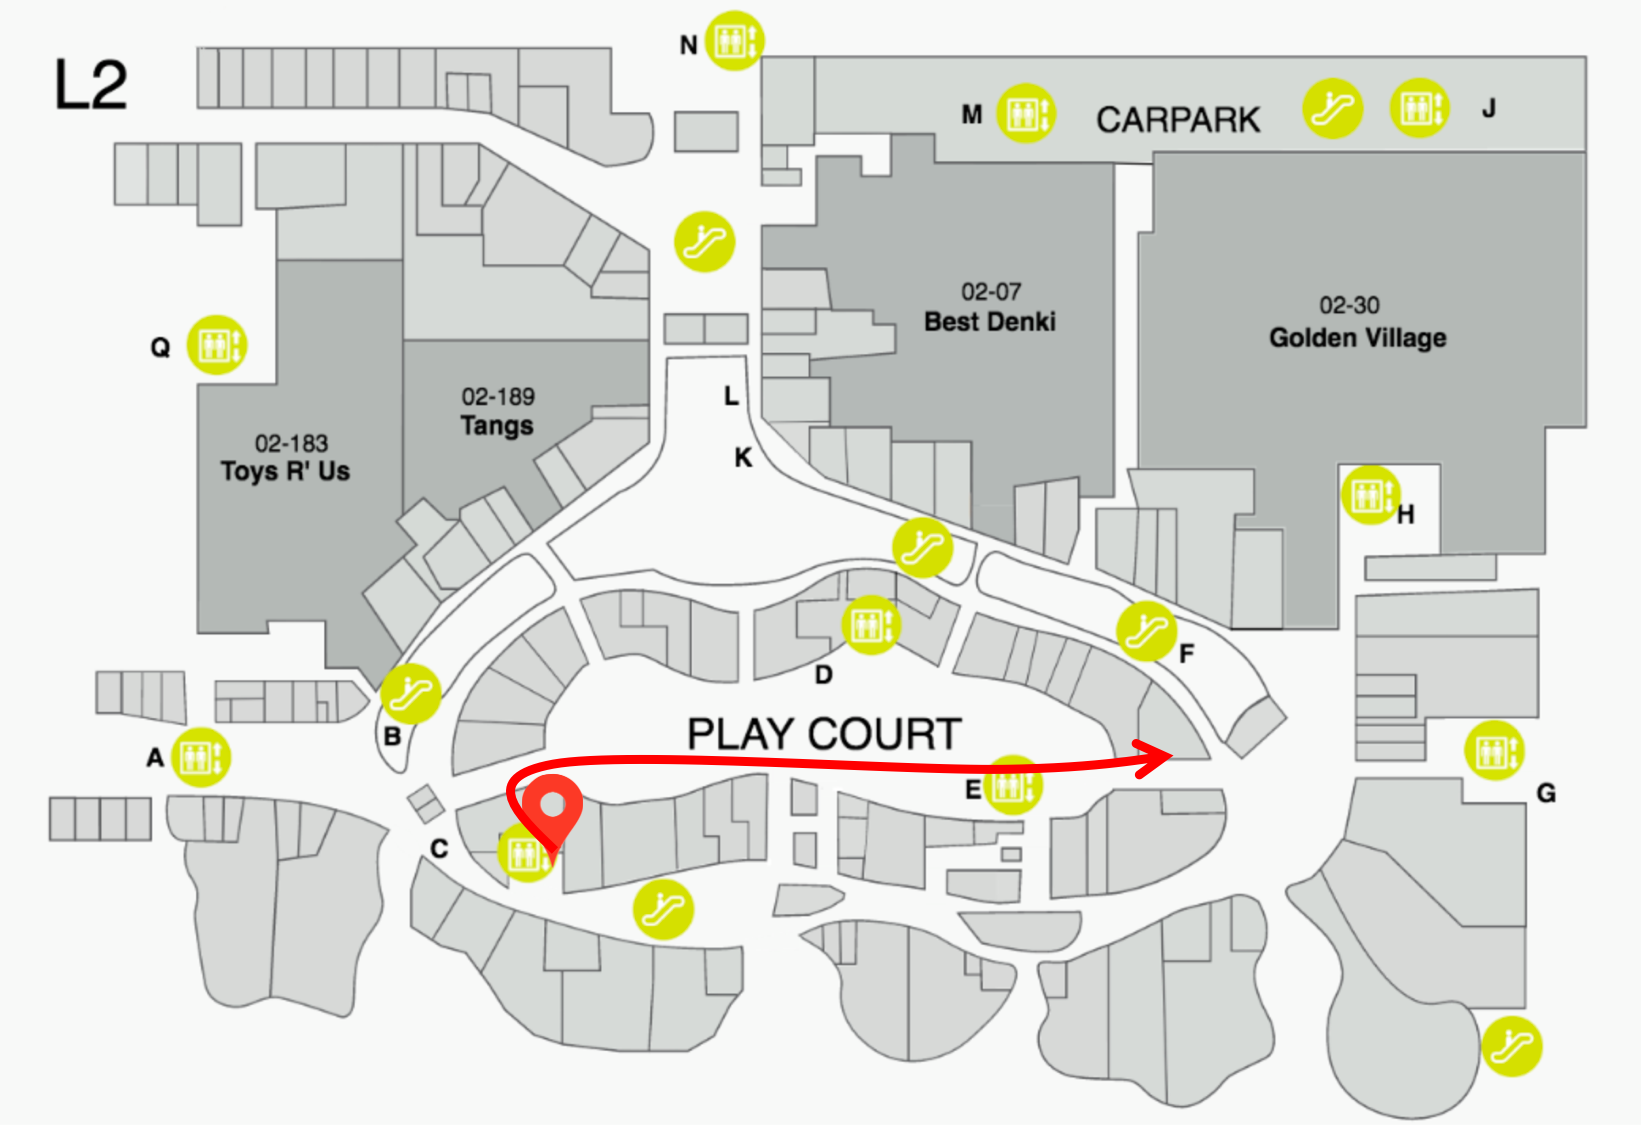 L2
N
M
CARPARK
J
02-07
Best Denki
02-30
Golden Village
Q
02-189
Tangs
L
02-183
Toys R' Us
K
H
F
D
B
PLAY COURT
A
E
G
C